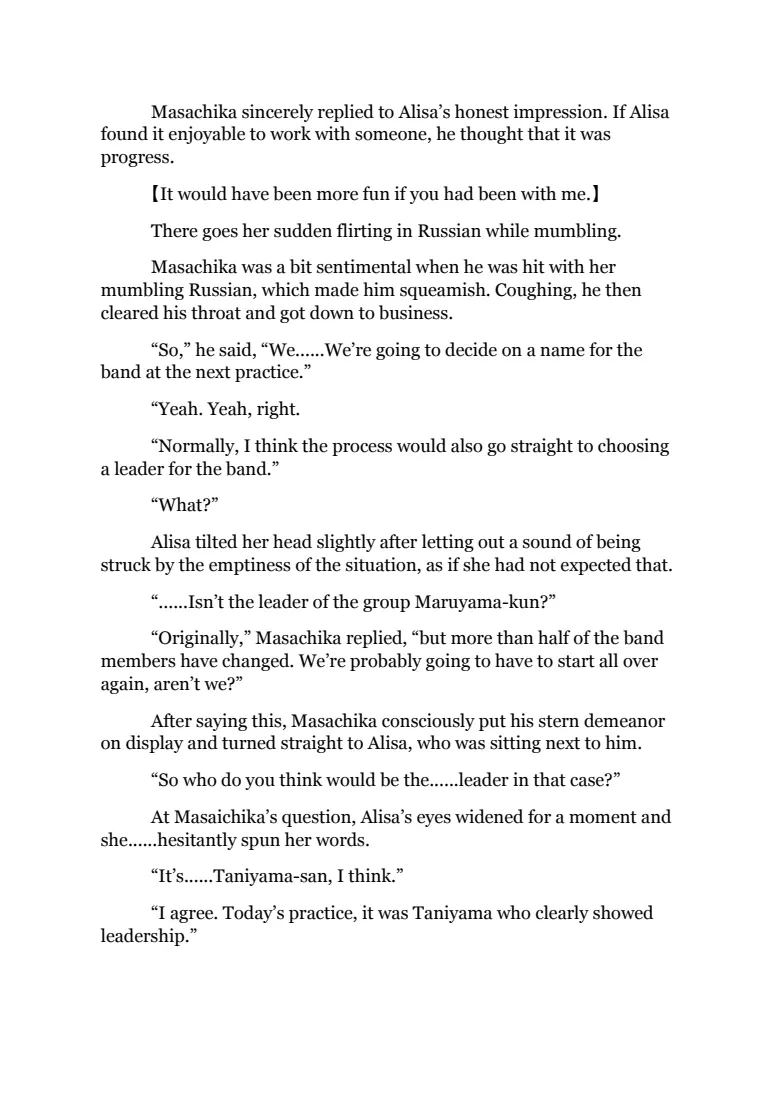 Masachika sincerely replied to Alisa’s honest impression. If Alisa
found it enjoyable to work with someone, he thought that it was
progress.
【It would have been more fun if you had been with me.】
There goes her sudden flirting in Russian while mumbling.
Masachika was a bit sentimental when he was hit with her
mumbling Russian, which made him squeamish. Coughing, he then
cleared his throat and got down to business.
“So,” he said, “We......We’re going to decide on a name for the
band at the next practice.”
“Yeah. Yeah, right.
“Normally, I think the process would also go straight to choosing
a leader for the band.”
“What?”
Alisa tilted her head slightly after letting out a sound of being
struck by the emptiness of the situation, as if she had not expected that.
“......Isn’t the leader of the group Maruyama-kun?”
“Originally,” Masachika replied, “but more than half of the band
members have changed. We’re probably going to have to start all over
again, aren’t we?”
After saying this, Masachika consciously put his stern demeanor
on display and turned straight to Alisa, who was sitting next to him.
“So who do you think would be the......leader in that case?”
At Masaichika’s question, Alisa’s eyes widened for a moment and
she......hesitantly spun her words.
“It’s......Taniyama-san, I think.”
“I agree. Today’s practice, it was Taniyama who clearly showed
leadership.”